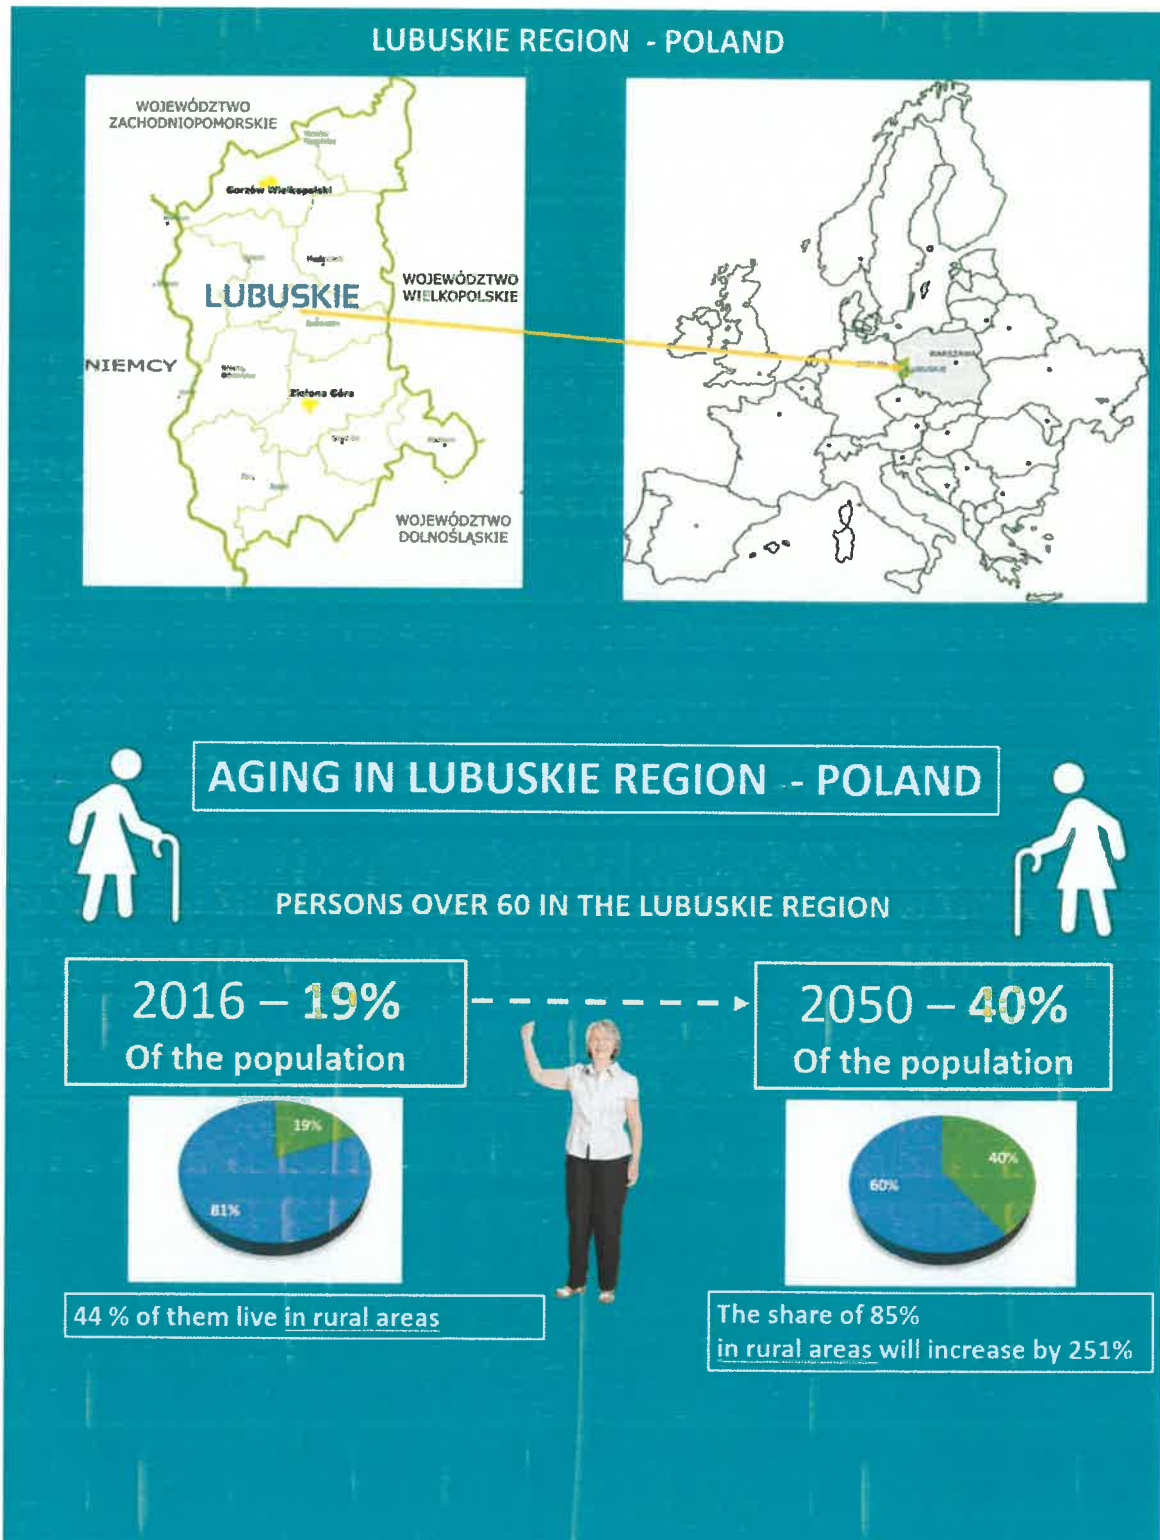 LUBUSKIE REGION - POLAND
WOJEWÓDZTWO
ZACHODNIOPOMORSKIE
Gorzów Wielkopolski
LUBUSKIE
WOJEWÓDZTWO
WIELKOPOLSKIE
NIEMCY
Zielona Góra
WOJEWÓDZTWO
DOLNOŚLĄSKIE
WARSZAWA
LUBUSKIE
AGING IN LUBUSKIE REGION - POLAND
PERSONS OVER 60 IN THE LUBUSKIE REGION
2016 – 19%
Of the population
2050 – 40%
Of the population
19%
81%
40%
60%
44 % of them live in rural areas
The share of 85%
in rural areas will increase by 251%